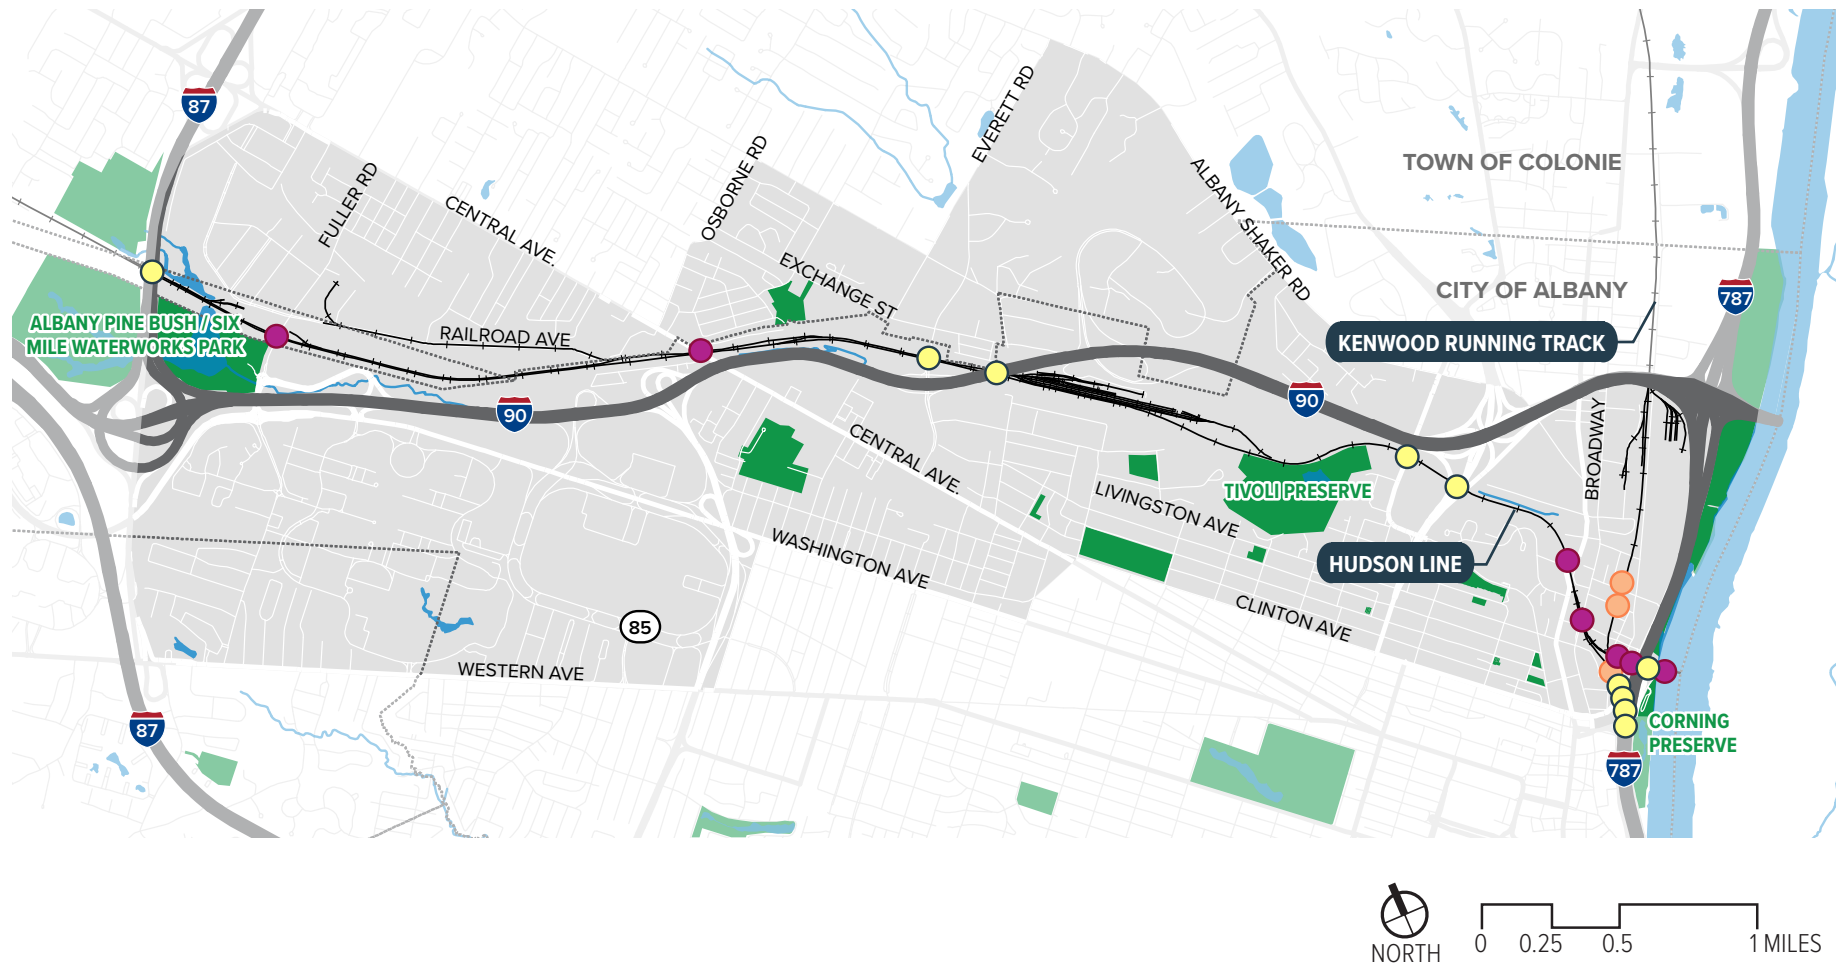 87
EVERETT RD
FULLER RD
OSBORNE RD
CENTRAL AVE.
ALBANY SHAKER RD
TOWN OF COLONIE
EXCHANGE ST
CITY OF ALBANY
787
ALBANY PINE BUSH / SIX
MILE WATERWORKS PARK
RAILROAD AVE
KENWOOD RUNNING TRACK
90
90
CENTRAL AVE.
BROADWAY
LIVINGSTON AVE
TIVOLI PRESERVE
WASHINGTON AVE
HUDSON LINE
CLINTON AVE
85
WESTERN AVE
87
CORNING
PRESERVE
787
NORTH
0 0.25 0.5 1 MILES